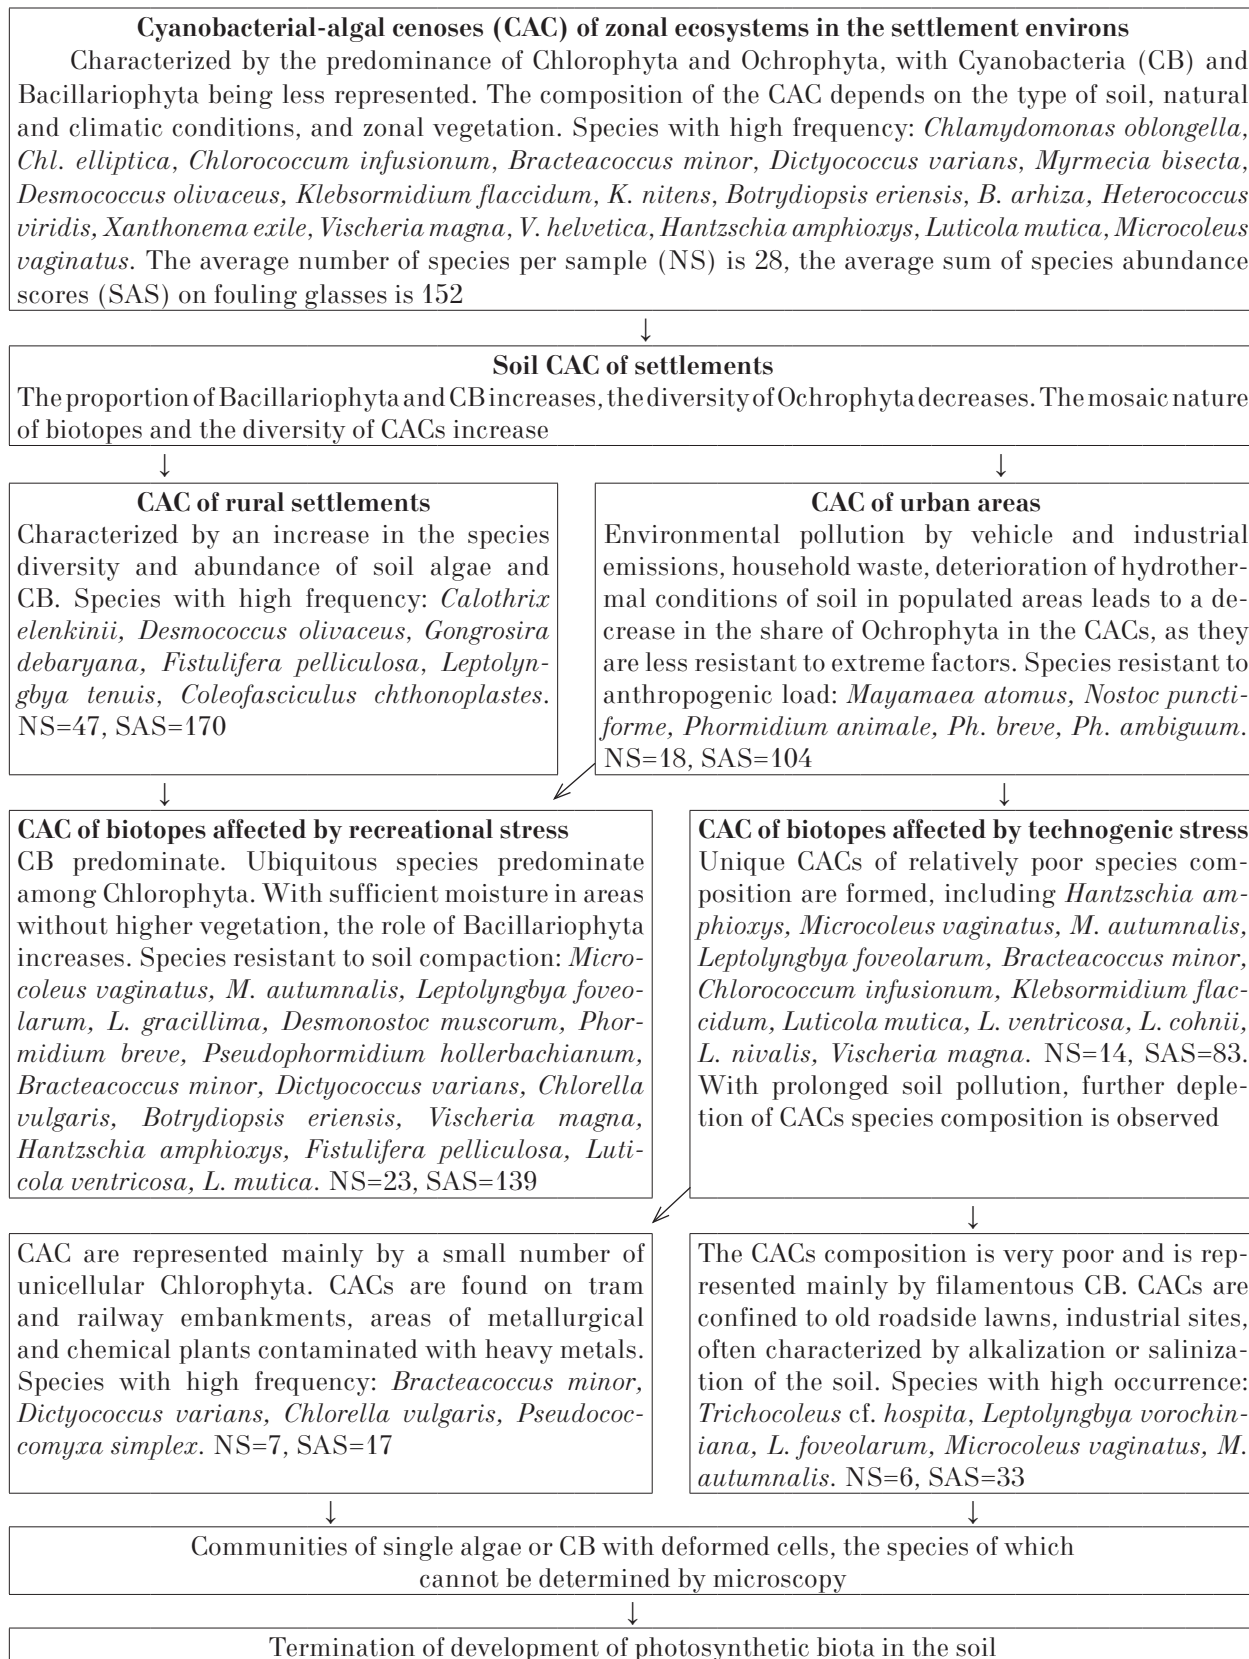 Cyanobacterial-algal cenoses (CAC) of zonal ecosystems in the settlement environs
Characterized by the predominance of Chlorophyta and Ochrophyta, with Cyanobacteria (CB) and
Bacillariophyta being less represented. The composition of the CAC depends on the type of soil, natural
and climatic conditions, and zonal vegetation. Species with high frequency: Chlamydomonas oblongella,
Chl. elliptica, Chlorococcum infusionum, Bracteacoccus minor, Dictyococcus varians, Myrmecia bisecta,
Desmococcus olivaceus, Klebsormidium flaccidum, K. nitens, Botrydiopsis eriensis, B. arhiza, Heterococcus
viridis, Xanthonema exile, Vischeria magna, V. helvetica, Hantzschia amphioxys, Luticola mutica, Microcoleus
vaginatus. The average number of species per sample (NS) is 28, the average sum of species abundance
scores (SAS) on fouling glasses is 152
↓
Soil CAC of settlements
The proportion of Bacillariophyta and CB increases, the diversity of Ochrophyta decreases. The mosaic nature
of biotopes and the diversity of CACs increase
↓ ↓
CAC of rural settlements
Characterized by an increase in the species
diversity and abundance of soil algae and
CB. Species with high frequency: Calothrix
elenkinii, Desmococcus olivaceus, Gongrosira
debaryana, Fistulifera pelliculosa, Leptolyn-
gbya tenuis, Coleofasciculus chthonoplastes.
NS=47, SAS=170
CAC of urban areas
Environmental pollution by vehicle and industrial
emissions, household waste, deterioration of hydrother-
mal conditions of soil in populated areas leads to a de-
crease in the share of Ochrophyta in the CACs, as they
are less resistant to extreme factors. Species resistant to
anthropogenic load: Mayamaea atomus, Nostoc puncti-
forme, Phormidium animale, Ph. breve, Ph. ambiguum.
NS=18, SAS=104
↓ ↓
CAC of biotopes affected by recreational stress
CB predominate. Ubiquitous species predominate
among Chlorophyta. With sufficient moisture in areas
without higher vegetation, the role of Bacillariophyta
increases. Species resistant to soil compaction: Micro-
coleus vaginatus, M. autumnalis, Leptolyngbya foveo-
larum, L. gracillima, Desmonostoc muscorum, Phor-
midium breve, Pseudophormidium hollerbachianum,
Bracteacoccus minor, Dictyococcus varians, Chlorella
vulgaris, Botrydiopsis eriensis, Vischeria magna,
Hantzschia amphioxys, Fistulifera pelliculosa, Luti-
cola ventricosa, L. mutica. NS=23, SAS=139
CAC of biotopes affected by technogenic stress
Unique CACs of relatively poor species com-
position are formed, including Hantzschia am-
phioxys, Microcoleus vaginatus, M. autumnalis,
Leptolyngbya foveolarum, Bracteacoccus minor,
Chlorococcum infusionum, Klebsormidium flac-
cidum, Luticola mutica, L. ventricosa, L. cohnii,
L. nivalis, Vischeria magna. NS=14, SAS=83.
With prolonged soil pollution, further deple-
tion of CACs species composition is observed
↓
CAC are represented mainly by a small number of
unicellular Chlorophyta. CACs are found on tram
and railway embankments, areas of metallurgical
and chemical plants contaminated with heavy metals.
Species with high frequency: Bracteacoccus minor,
Dictyococcus varians, Chlorella vulgaris, Pseudococ-
comyxa simplex. NS=7, SAS=17
The CACs composition is very poor and is rep-
resented mainly by filamentous CB. CACs are
confined to old roadside lawns, industrial sites,
often characterized by alkalization or saliniza-
tion of the soil. Species with high occurrence:
Trichocoleus cf. hospita, Leptolyngbya vorochin-
iana, L. foveolarum, Microcoleus vaginatus, M.
autumnalis. NS=6, SAS=33
↓ ↓
Communities of single algae or CB with deformed cells, the species of which
cannot be determined by microscopy
↓
Termination of development of photosynthetic biota in the soil